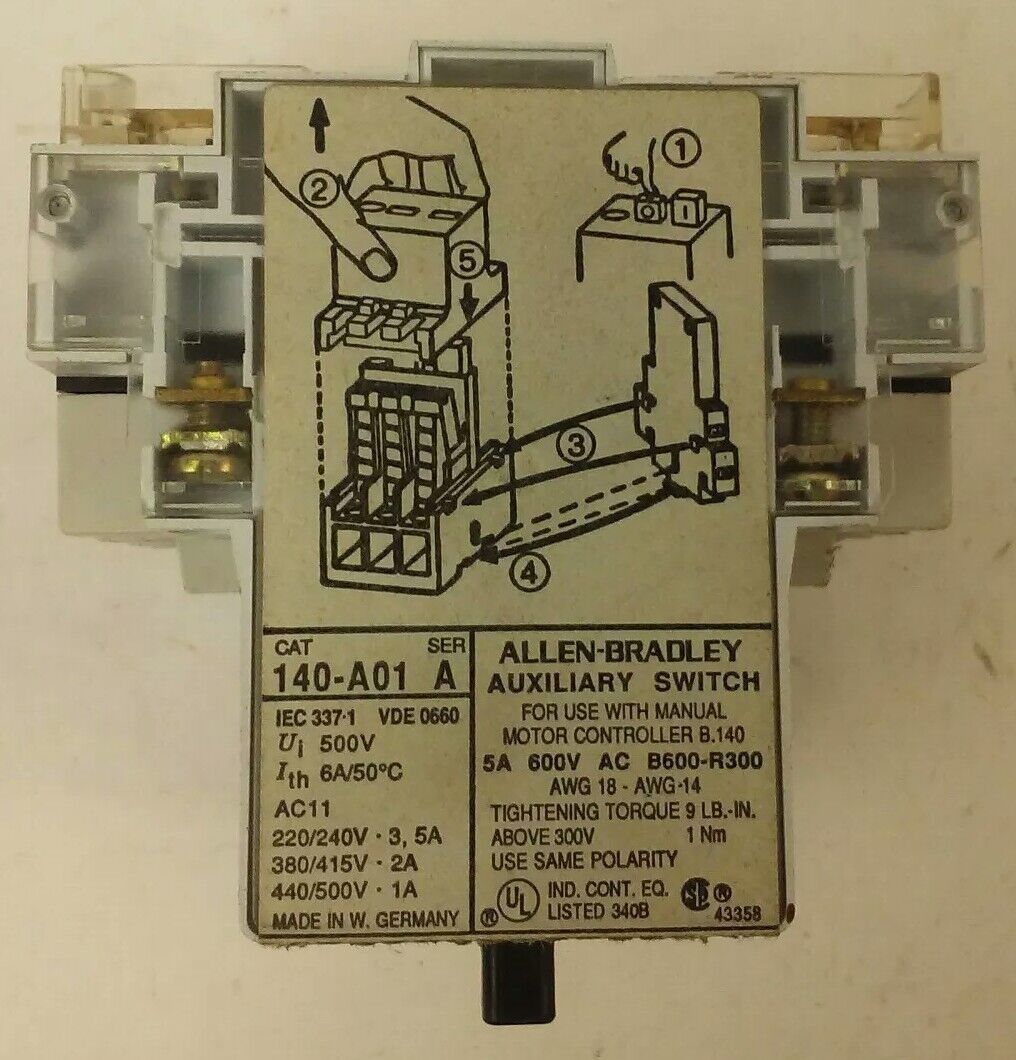 1
2
5
3
4
CAT SER
140-A01 A
IEC 337-1 VDE 0660
Ui 500V
Ith 6A/50°C
AC11
220/240V · 3, 5A
380/415V · 2A
440/500V · 1A
MADE IN W. GERMANY
ALLEN-BRADLEY
AUXILIARY SWITCH
FOR USE WITH MANUAL
MOTOR CONTROLLER B.140
5A 600V AC B600-R300
AWG 18 - AWG-14
TIGHTENING TORQUE 9 LB.-IN.
ABOVE 300V 1 Nm
USE SAME POLARITY
UL ® IND. CONT. EQ.
LISTED 340B
SA ®
43358